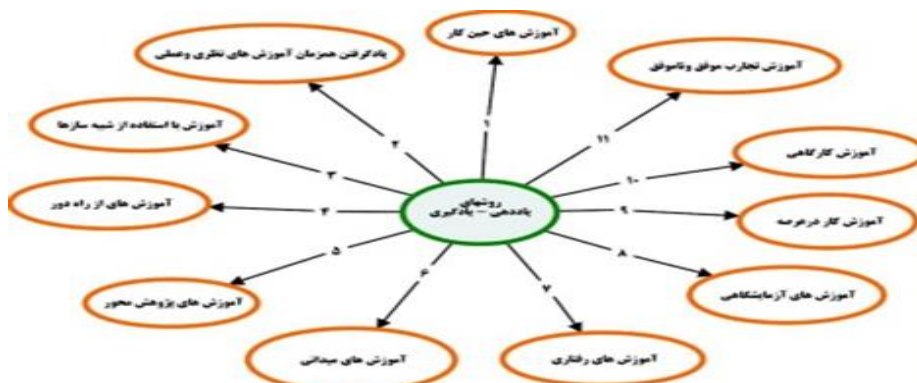 روشهای
یاددهی – یادگیری
۱
آموزش های حین کار
۲
یادگرفتن همزمان آموزش های نظری وعملی
۳
آموزش با استفاده از شبیه سازها
۴
آموزش های از راه دور
۵
آموزش های پژوهش محور
۶
آموزش های میدانی
۷
آموزش های رفتاری
۸
آموزش های آزمایشگاهی
۹
آموزش کار درعرصه
۱۰
آموزش کارگاهی
۱۱
آموزش تجارب موفق وناموفق